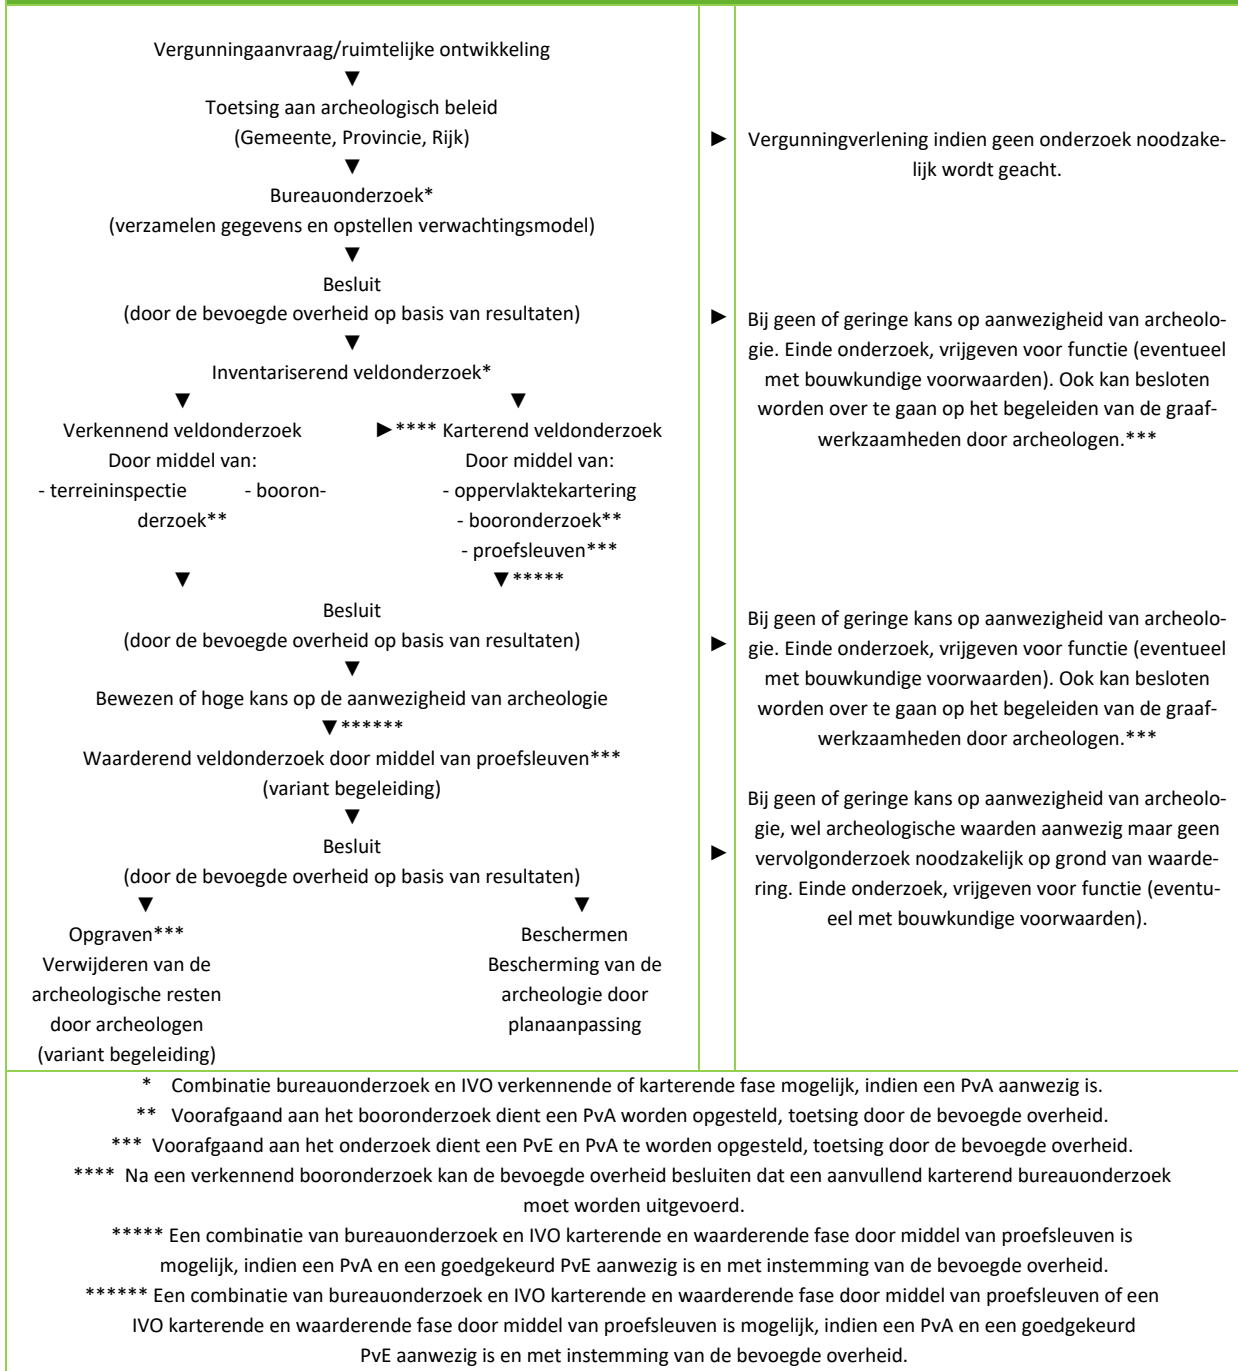 Vergunningaanvraag/ruimtelijke ontwikkeling
▼
Toetsing aan archeologisch beleid
(Gemeente, Provincie, Rijk)
▼
Bureauonderzoek*
(verzamelen gegevens en opstellen verwachtingsmodel)
▼
Besluit
(door de bevoegde overheid op basis van resultaten)
▼
Inventariserend veldonderzoek*
▼ ▼
Verkennend veldonderzoek ►**** Karterend veldonderzoek
Door middel van: Door middel van:
- terreininspectie - booron- - oppervlaktekartering
derzoek** - booronderzoek**
- proefsleuven***
▼ ▼*****
Besluit
(door de bevoegde overheid op basis van resultaten)
▼
Bewezen of hoge kans op de aanwezigheid van archeologie
▼******
Waarderend veldonderzoek door middel van proefsleuven***
(variant begeleiding)
▼
Besluit
(door de bevoegde overheid op basis van resultaten)
▼ ▼
Opgraven*** Beschermen
Verwijderen van de Bescherming van de
archeologische resten archeologie door
door archeologen planaanpassing
(variant begeleiding)
► Vergunningverlening indien geen onderzoek noodzake-
lijk wordt geacht.
► Bij geen of geringe kans op aanwezigheid van archeolo-
gie. Einde onderzoek, vrijgeven voor functie (eventueel
met bouwkundige voorwaarden). Ook kan besloten
worden over te gaan op het begeleiden van de graaf-
werkzaamheden door archeologen.***
Bij geen of geringe kans op aanwezigheid van archeolo-
► gie. Einde onderzoek, vrijgeven voor functie (eventueel
met bouwkundige voorwaarden). Ook kan besloten
worden over te gaan op het begeleiden van de graaf-
werkzaamheden door archeologen.***
Bij geen of geringe kans op aanwezigheid van archeolo-
gie, wel archeologische waarden aanwezig maar geen
► vervolgonderzoek noodzakelijk op grond van waarde-
ring. Einde onderzoek, vrijgeven voor functie (eventu-
eel met bouwkundige voorwaarden).
* Combinatie bureauonderzoek en IVO verkennende of karterende fase mogelijk, indien een PvA aanwezig is.
** Voorafgaand aan het booronderzoek dient een PvA worden opgesteld, toetsing door de bevoegde overheid.
*** Voorafgaand aan het onderzoek dient een PvE en PvA te worden opgesteld, toetsing door de bevoegde overheid.
**** Na een verkennend booronderzoek kan de bevoegde overheid besluiten dat een aanvullend karterend bureauonderzoek
moet worden uitgevoerd.
***** Een combinatie van bureauonderzoek en IVO karterende en waarderende fase door middel van proefsleuven is
mogelijk, indien een PvA en een goedgekeurd PvE aanwezig is en met instemming van de bevoegde overheid.
****** Een combinatie van bureauonderzoek en IVO karterende en waarderende fase door middel van proefsleuven of een
IVO karterende en waarderende fase door middel van proefsleuven is mogelijk, indien een PvA en een goedgekeurd
PvE aanwezig is en met instemming van de bevoegde overheid.